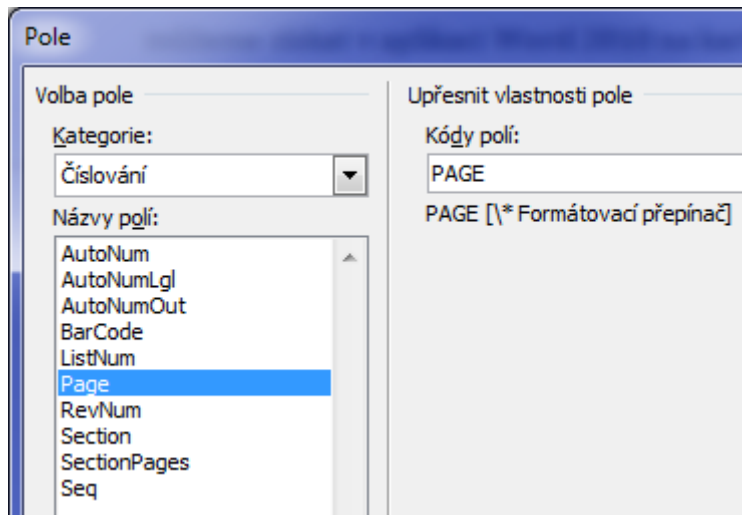 Pole
Volba pole
Kategorie:
Číslování
Názvy polí:
AutoNum
AutoNumLgl
AutoNumOut
BarCode
ListNum
Page
RevNum
Section
SectionPages
Seq
Upřesnit vlastnosti pole
Kódy polí:
PAGE
PAGE [\* Formátovací přepínač]